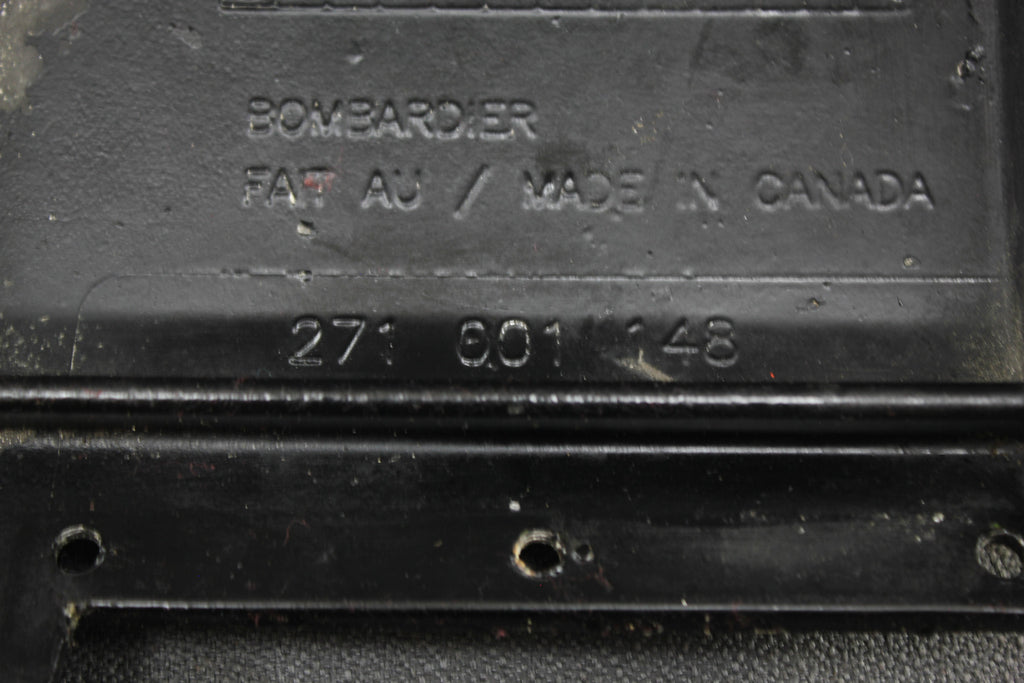 BOMBARDIER
FAIT AU / MADE IN CANADA
271 001 148